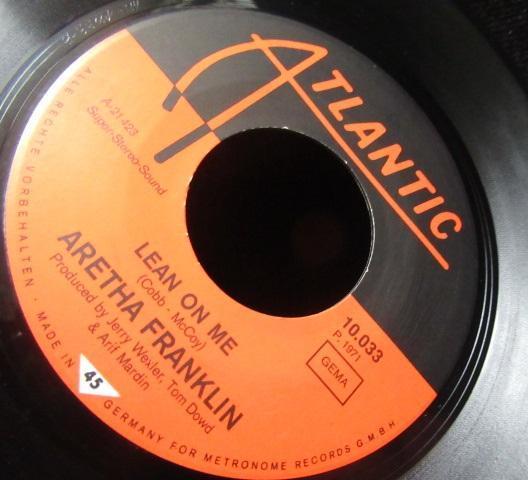 ATLANTIC
A-21 423
Super-Stereo-Sound
LEAN ON ME
(Cobb - McCoy)
ARETHA FRANKLIN
Produced by Jerry Wexler, Tom Dowd
& Arif Mardin
10.033
P. 1971
GEMA
45
ALLE RECHTE VORBEHALTEN · MADE IN GERMANY FOR METRONOME RECORDS G.M.B.H